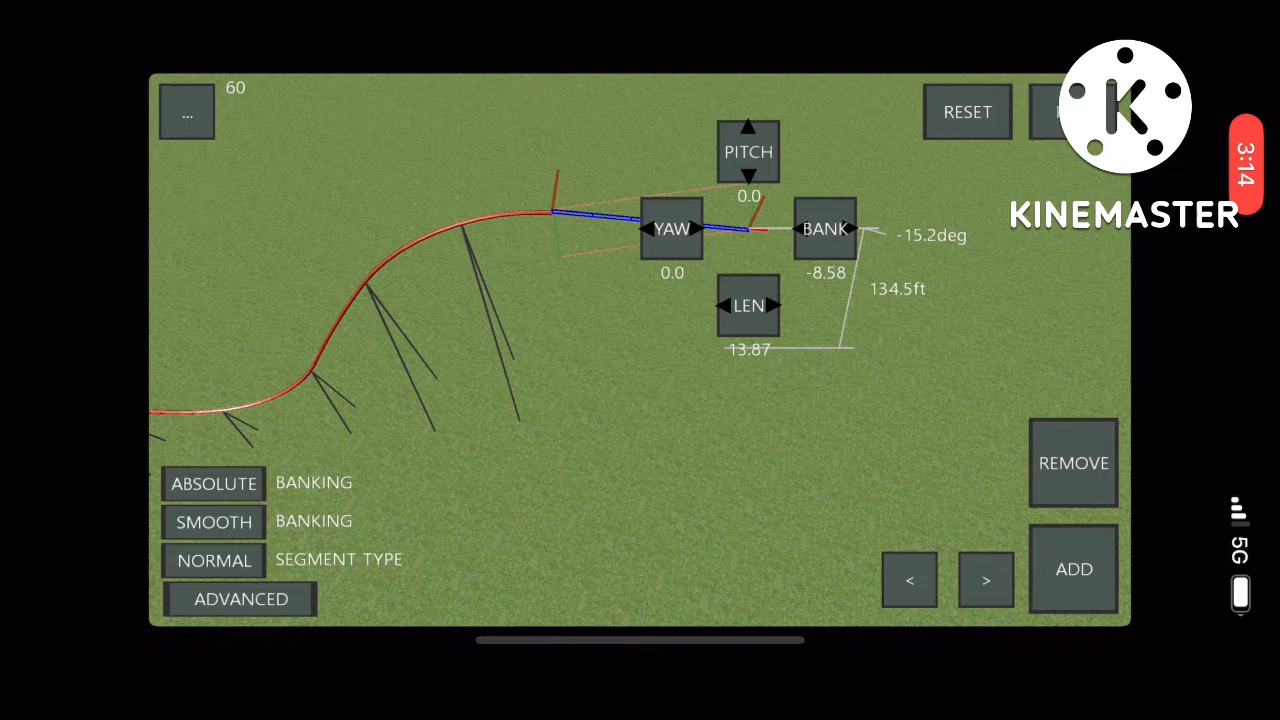 ...
60
RESET
PITCH
0.0
YAW
0.0
BANK
-8.58
-15.2deg
134.5ft
LEN
13.87
KINEMASTER
3:14
5G
ABSOLUTE BANKING
SMOOTH BANKING
NORMAL SEGMENT TYPE
ADVANCED
REMOVE
ADD
<
>